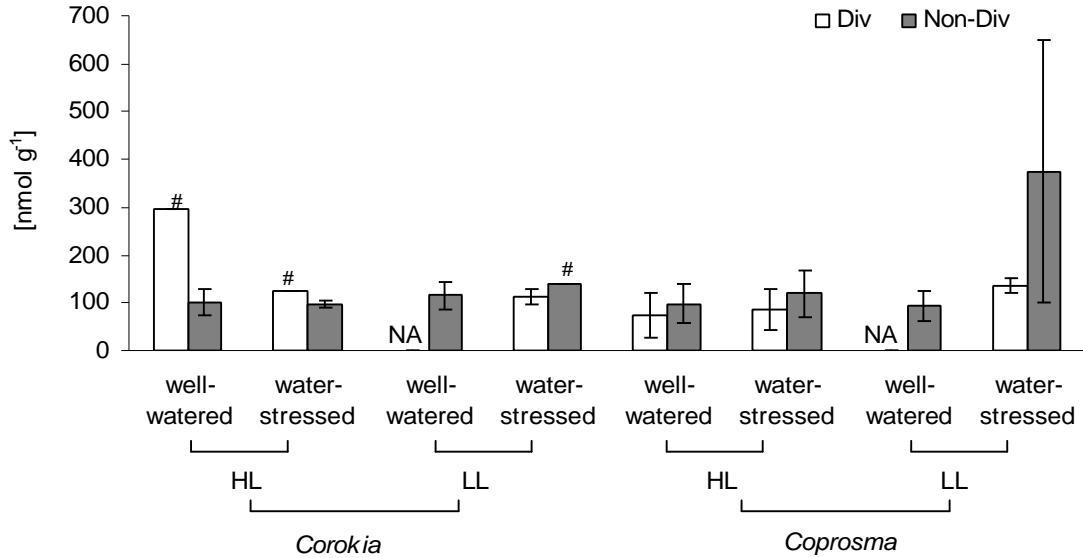 700
600
500
400
300
200
100
0
[nmol g-1]
Div Non-Div
#
#
#
NA
NA
well-watered water-stressed well-watered water-stressed well-watered water-stressed well-watered water-stressed
HL LL HL LL
Corokia Coprosma